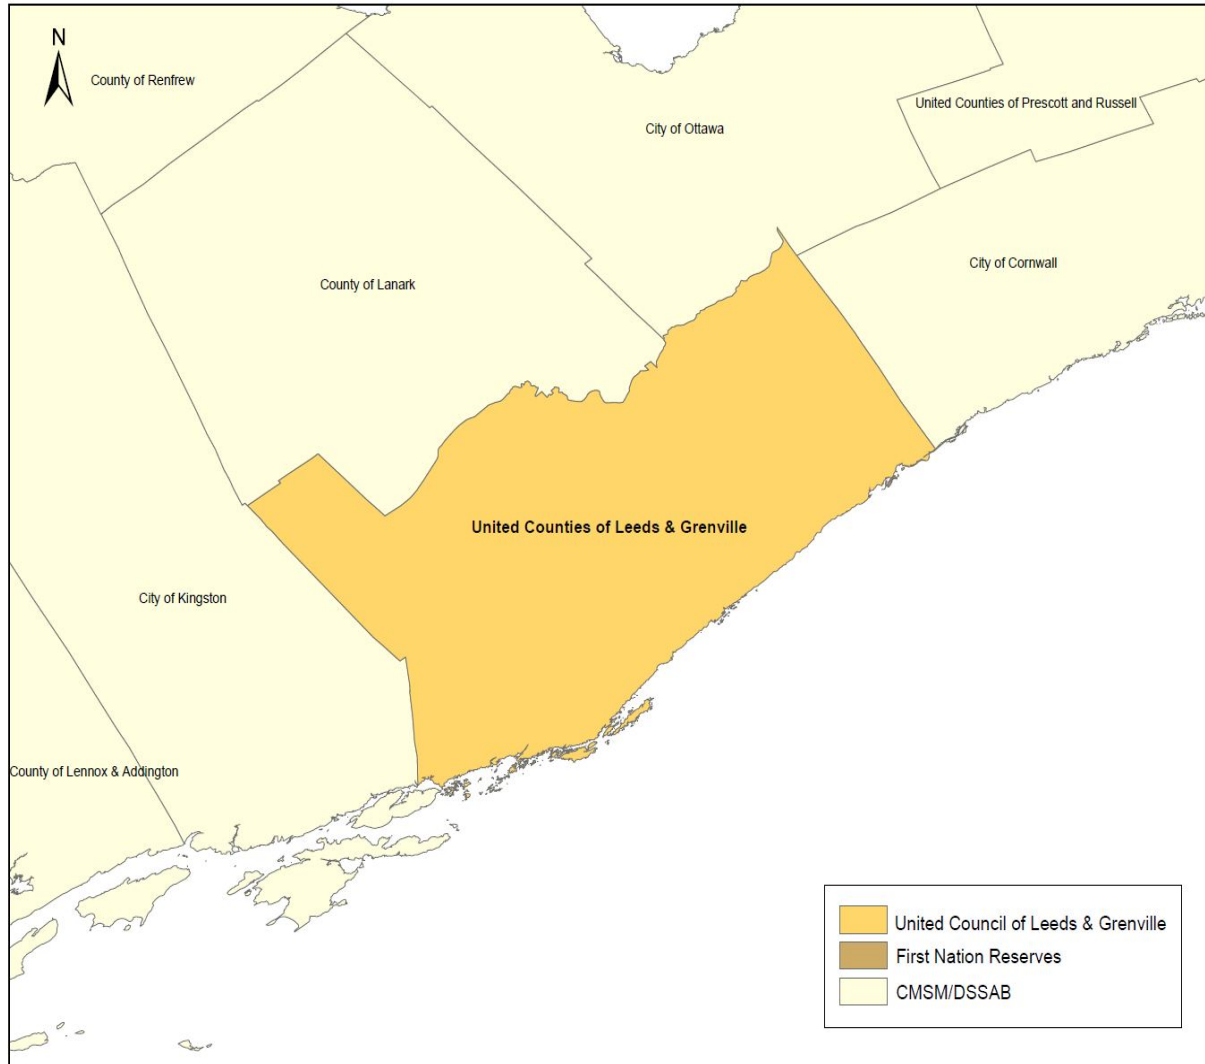 N
County of Renfrew
United Counties of Prescott and Russell
City of Ottawa
City of Cornwall
County of Lanark
United Counties of Leeds & Grenville
City of Kingston
County of Lennox & Addington
United Council of Leeds & Grenville
First Nation Reserves
CMSM/DSSAB